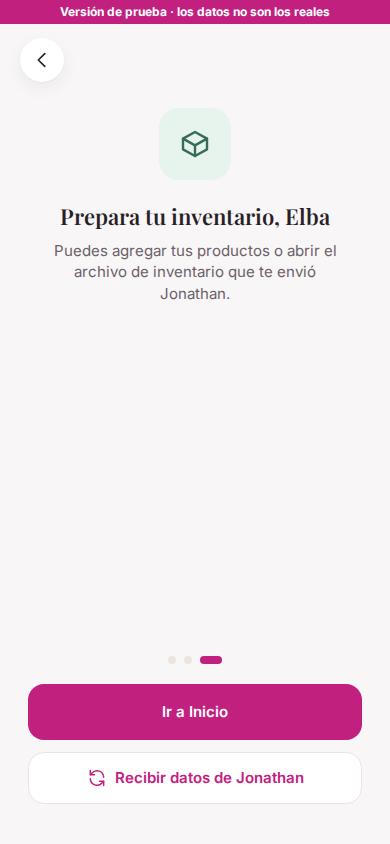 Versión de prueba · los datos no son los reales
Prepara tu inventario, Elba
Puedes agregar tus productos o abrir el
archivo de inventario que te envió
Jonathan.
Ir a Inicio
Recibir datos de Jonathan